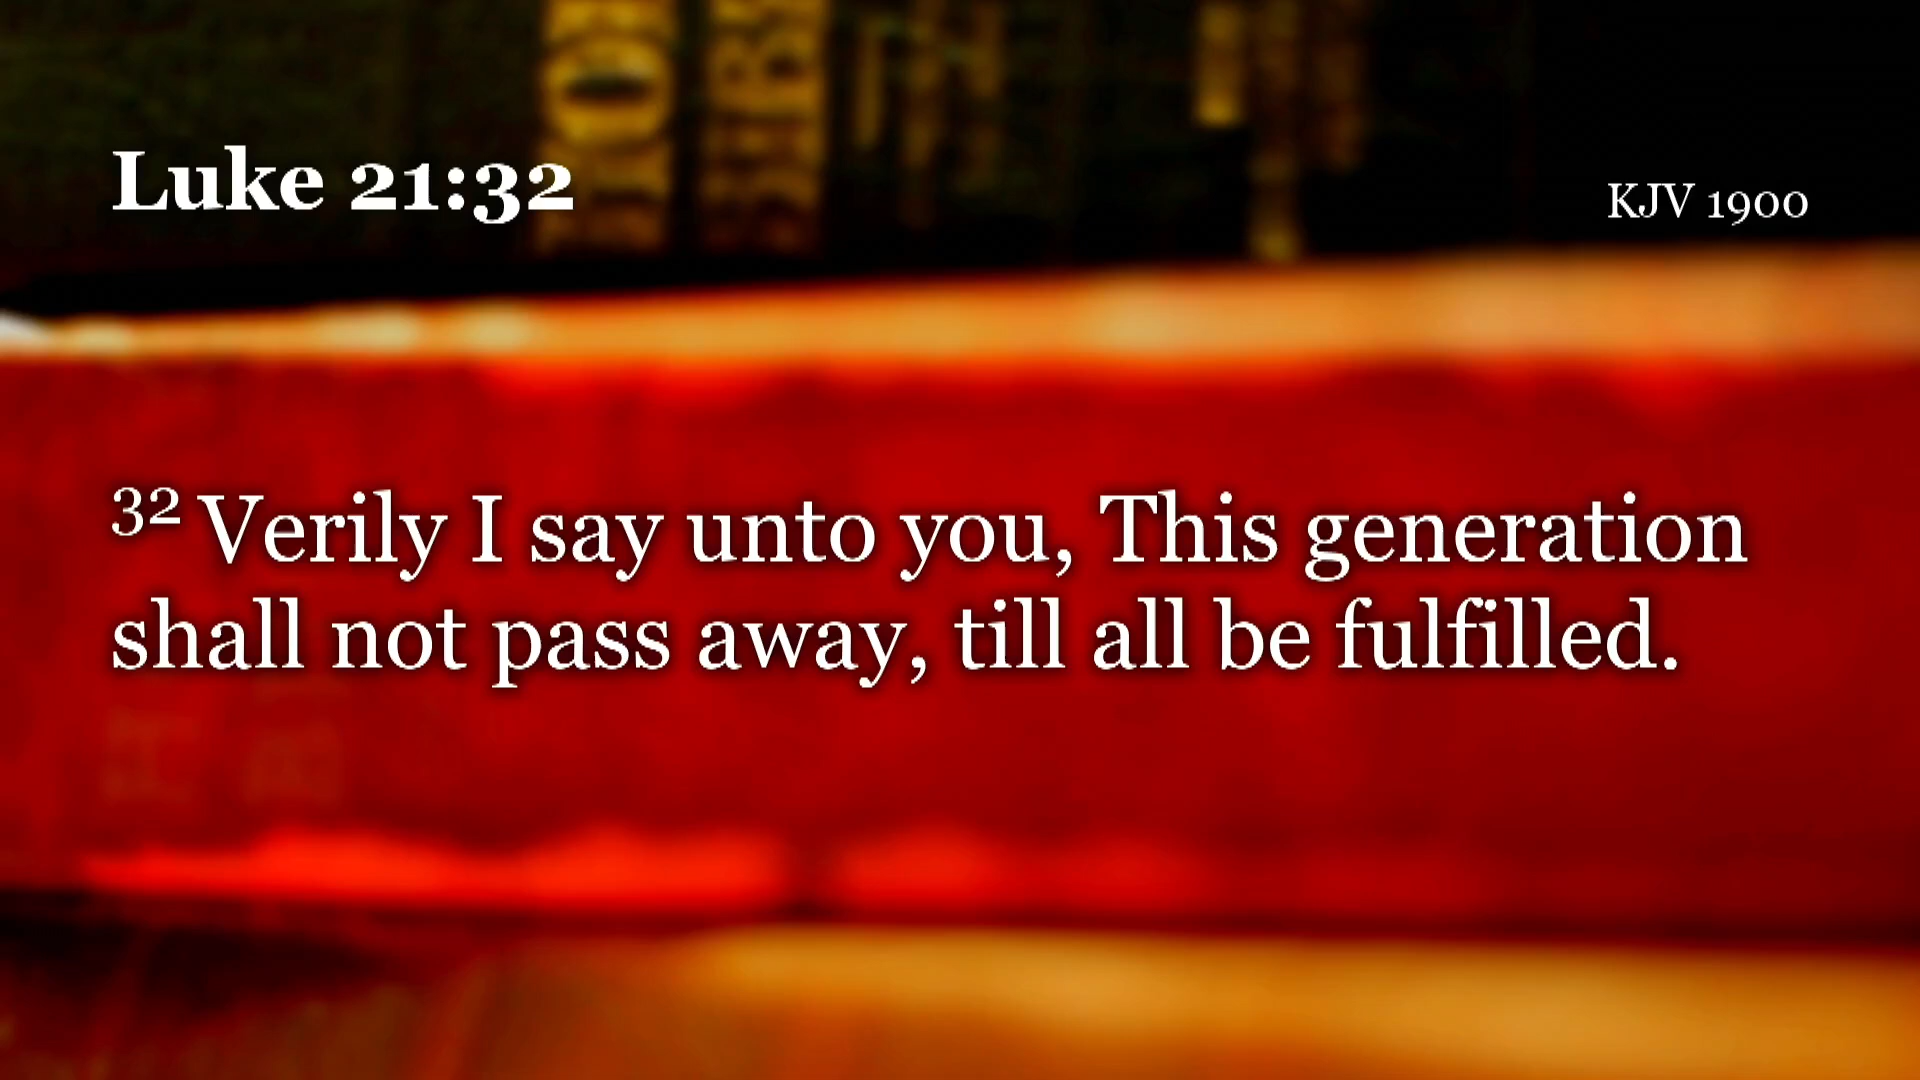 Luke 21:32
KJV 1900
32 Verily I say unto you, This generation
shall not pass away, till all be fulfilled.